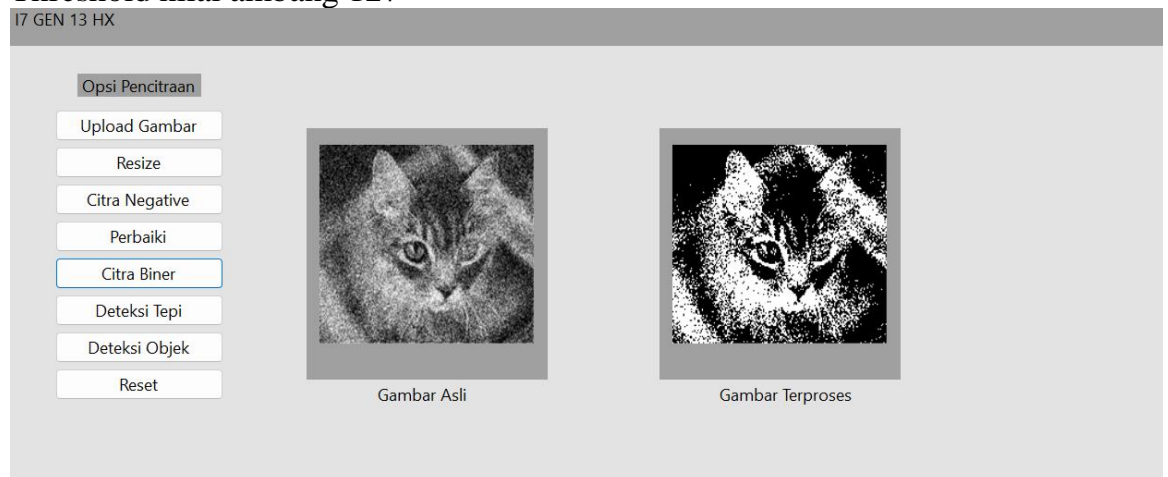 I7 GEN 13 HX
Opsi Pencitraan
Upload Gambar
Resize
Citra Negative
Perbaiki
Citra Biner
Deteksi Tepi
Deteksi Objek
Reset
Gambar Asli
Gambar Terproses